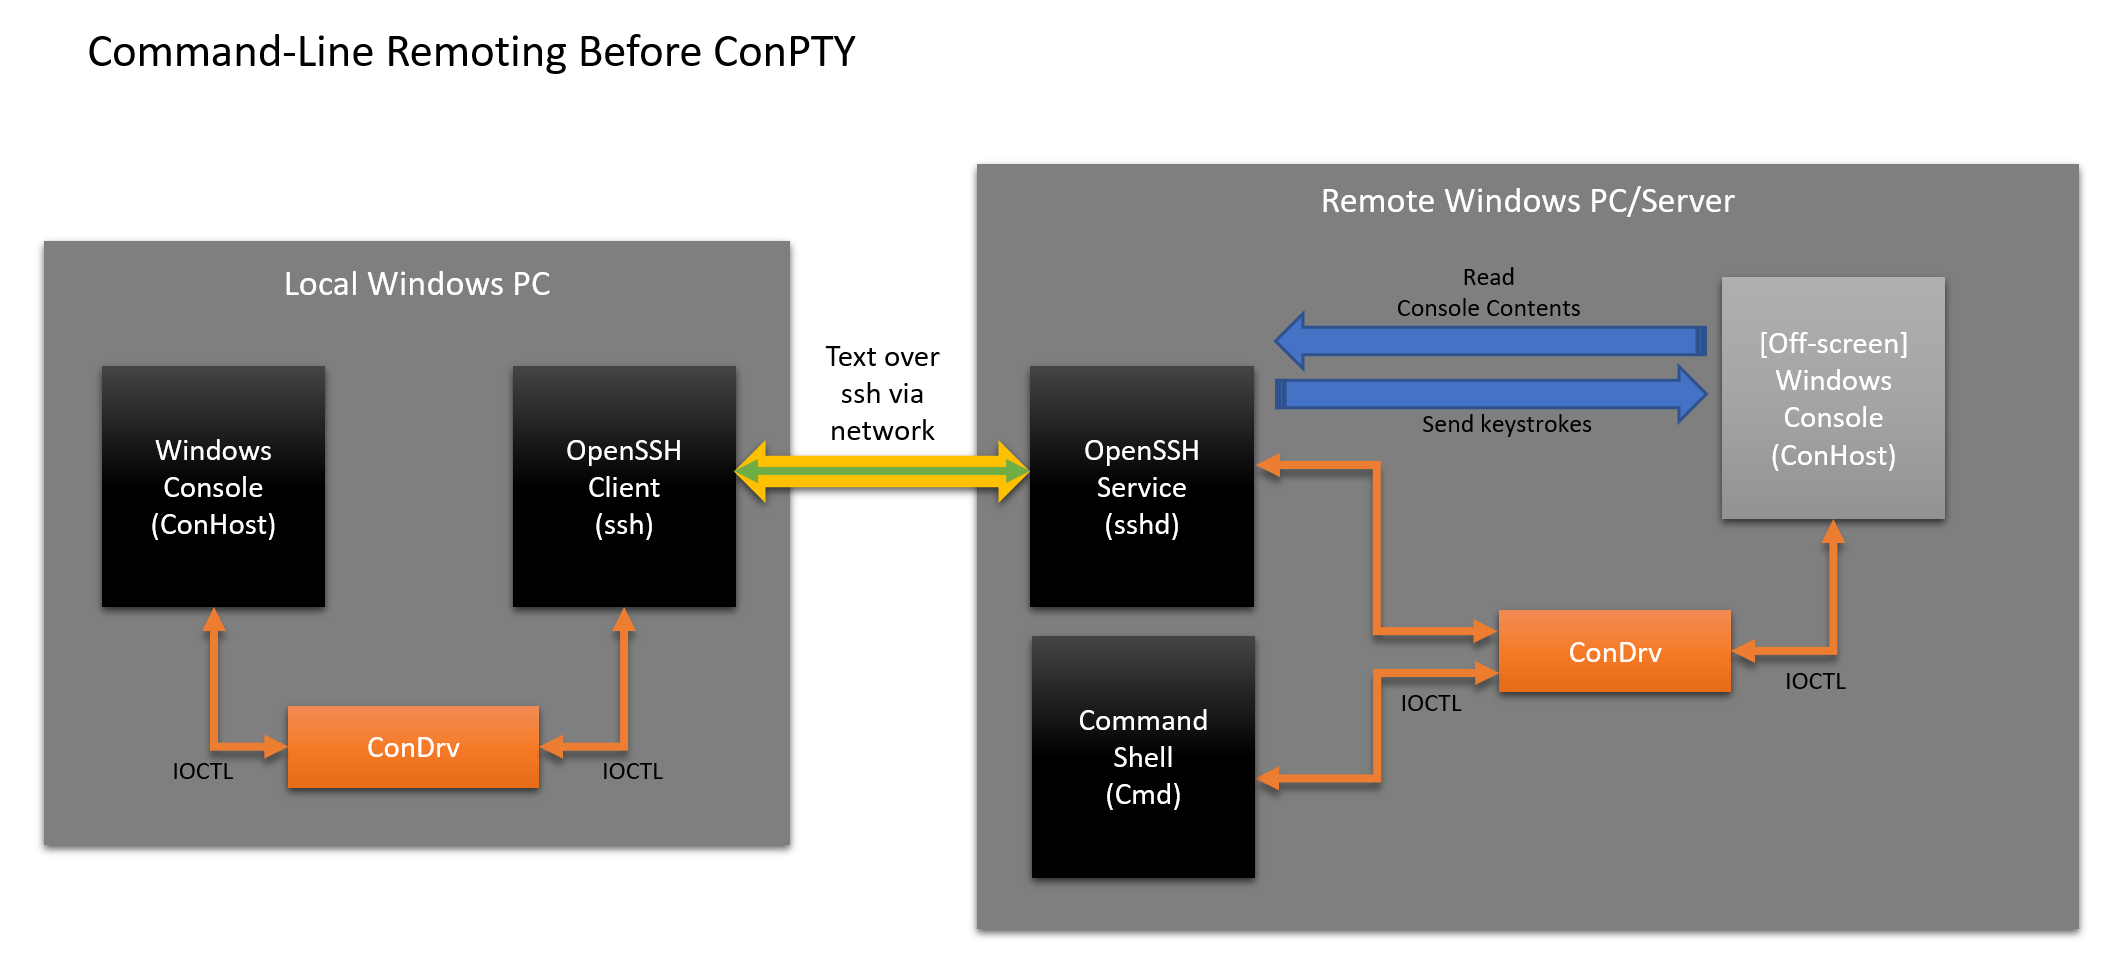 Command-Line Remoting Before ConPTY
Local Windows PC
Windows
Console
(ConHost)
OpenSSH
Client
(ssh)
IOCTL
ConDrv
IOCTL
Text over
ssh via
network
Remote Windows PC/Server
Read
Console Contents
Send keystrokes
OpenSSH
Service
(sshd)
[Off-screen]
Windows
Console
(ConHost)
Command
Shell
(Cmd)
IOCTL
ConDrv
IOCTL